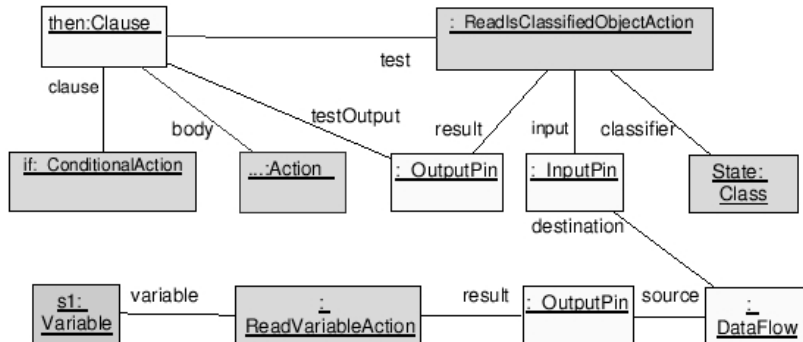 then:Clause
: ReadIsClassifiedObjectAction
test
clause
body
testOutput
result
input
classifier
if: ConditionalAction
...:Action
: OutputPin
: InputPin
State:
Class
destination
s1:
Variable
variable
:
ReadVariableAction
result
: OutputPin
source
:
DataFlow